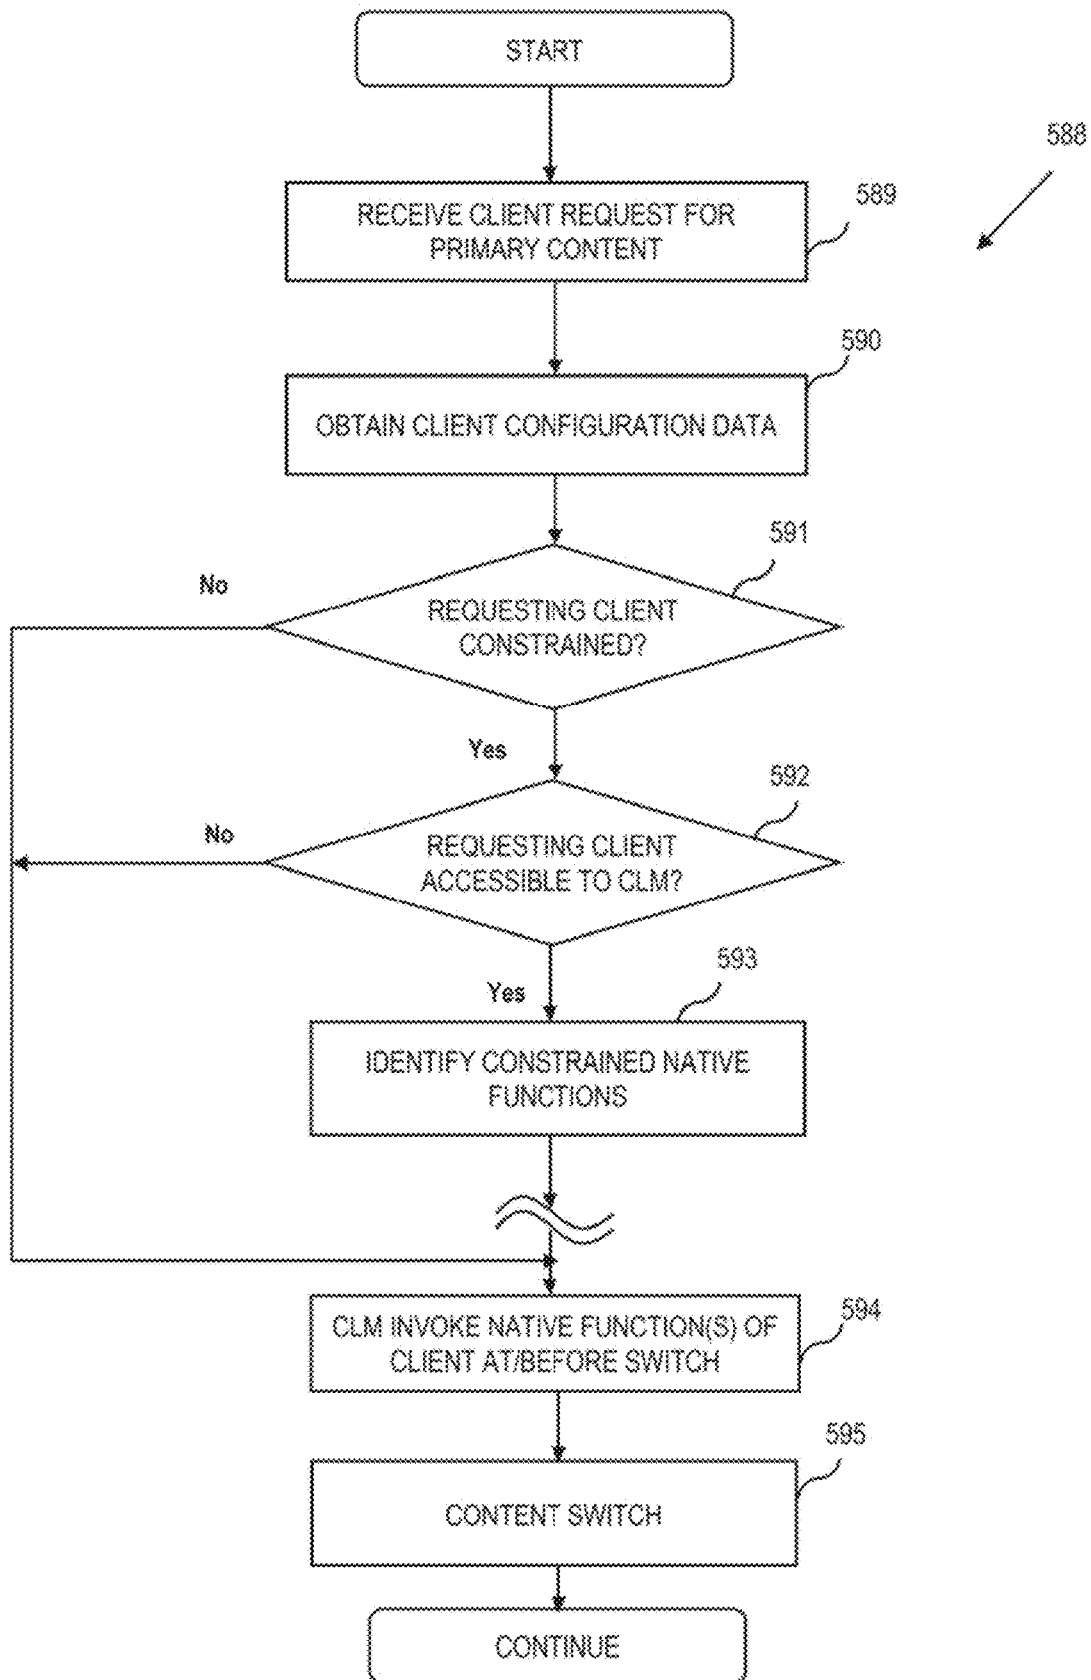 START
588
589
RECEIVE CLIENT REQUEST FOR
PRIMARY CONTENT
590
OBTAIN CLIENT CONFIGURATION DATA
591
No
REQUESTING CLIENT
CONSTRAINED?
Yes
592
No
REQUESTING CLIENT
ACCESSIBLE TO CLM?
593
Yes
IDENTIFY CONSTRAINED NATIVE
FUNCTIONS
594
CLM INVOKE NATIVE FUNCTION(S) OF
CLIENT AT/BEFORE SWITCH
595
CONTENT SWITCH
CONTINUE